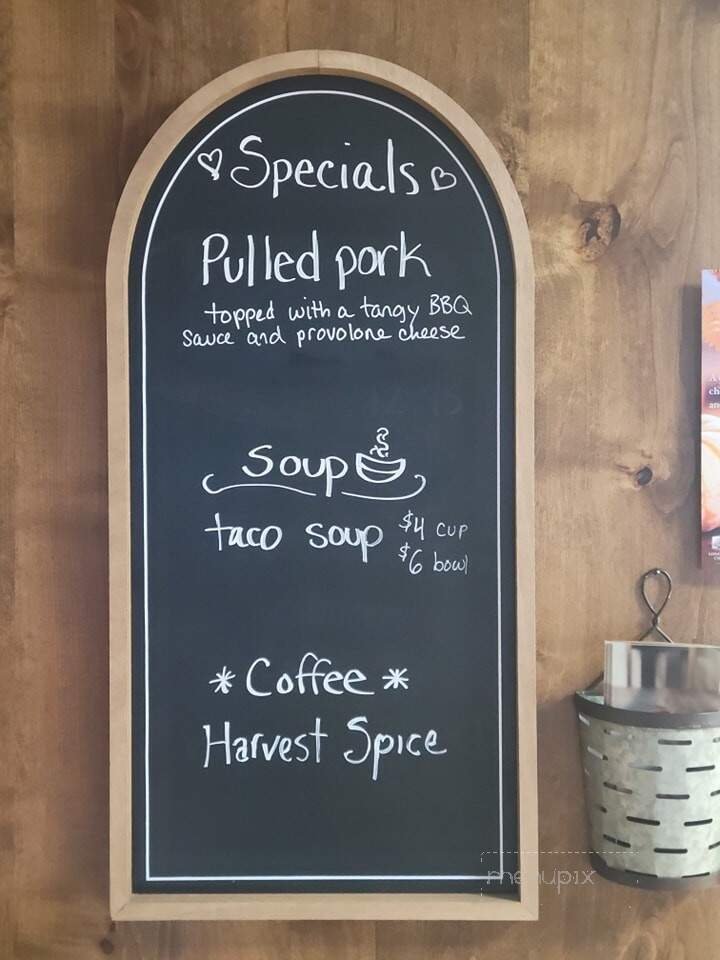 Specials
Pulled pork
topped with a tangy BBQ
sauce and provolone cheese
Soup
taco soup $4 cup
$6 bowl
* Coffee *
Harvest Spice
menupix